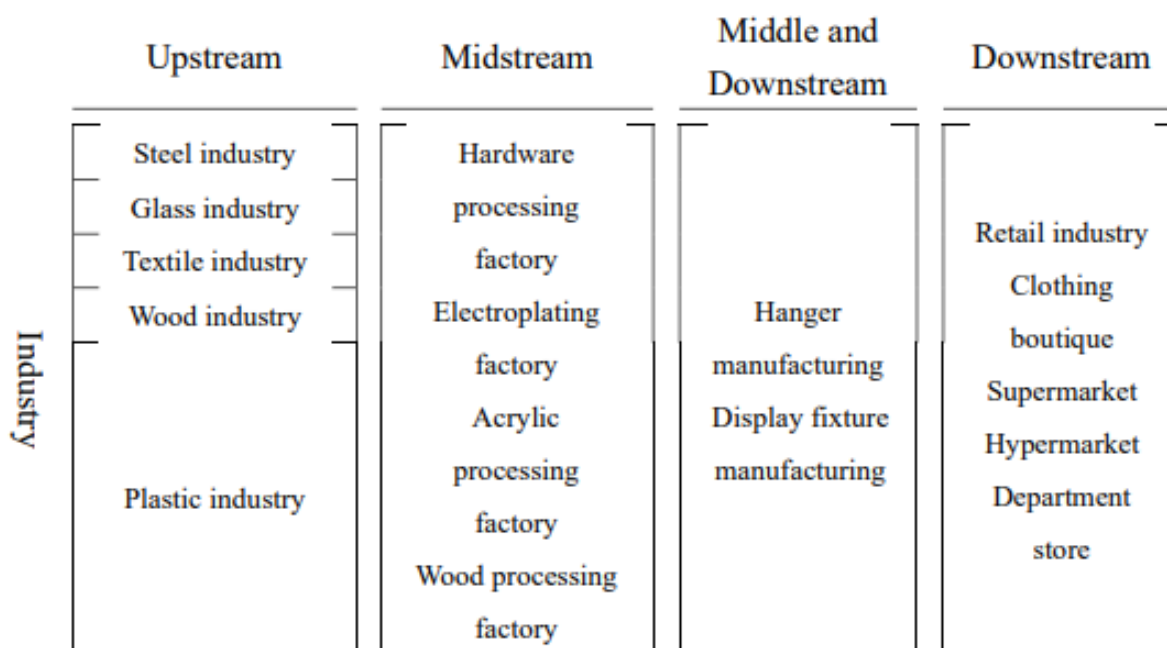 Upstream
Midstream
Middle and
Downstream
Downstream
Industry
Steel industry
Glass industry
Textile industry
Wood industry
Plastic industry
Hardware
processing
factory
Electroplating
factory
Acrylic
processing
factory
Wood processing
factory
Hanger
manufacturing
Display fixture
manufacturing
Retail industry
Clothing
boutique
Supermarket
Hypermarket
Department
store